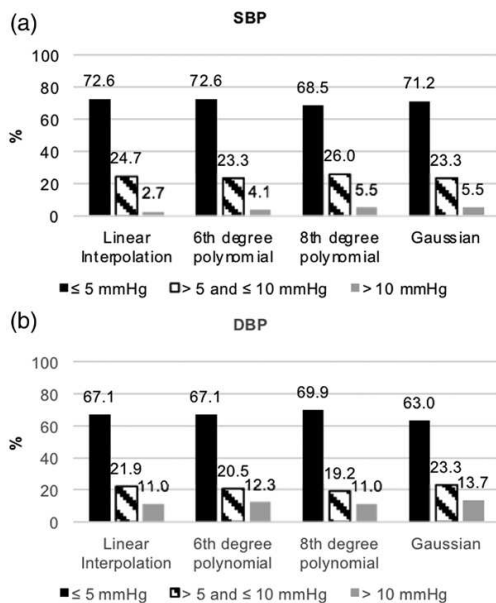 (a)
SBP
100
80
60
40
20
0
%
72.6
24.7
2.7
72.6
23.3
4.1
68.5
26.0
5.5
71.2
23.3
5.5
Linear
Interpolation
6th degree
polynomial
8th degree
polynomial
Gaussian
≤ 5 mmHg
> 5 and ≤ 10 mmHg
> 10 mmHg
(b)
DBP
100
80
60
40
20
0
%
67.1
21.9
11.0
67.1
20.5
12.3
69.9
19.2
11.0
63.0
23.3
13.7
Linear
Interpolation
6th degree
polynomial
8th degree
polynomial
Gaussian
≤ 5 mmHg
> 5 and ≤ 10 mmHg
> 10 mmHg